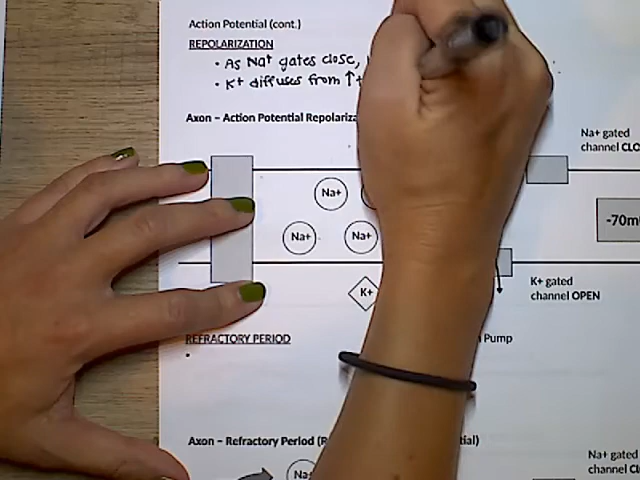 Action Potential (cont.)
REPOLARIZATION
• As Na+ gates close,
• K+ diffuses from ↑
Axon – Action Potential
Na+ gated
channel
Na+
Na+
Na+
-70m
K+
K+ gated
channel OPEN
REFRACTORY PERIOD
Pump
•
Axon – Refractory Period
Na+ gated
channel
Na+